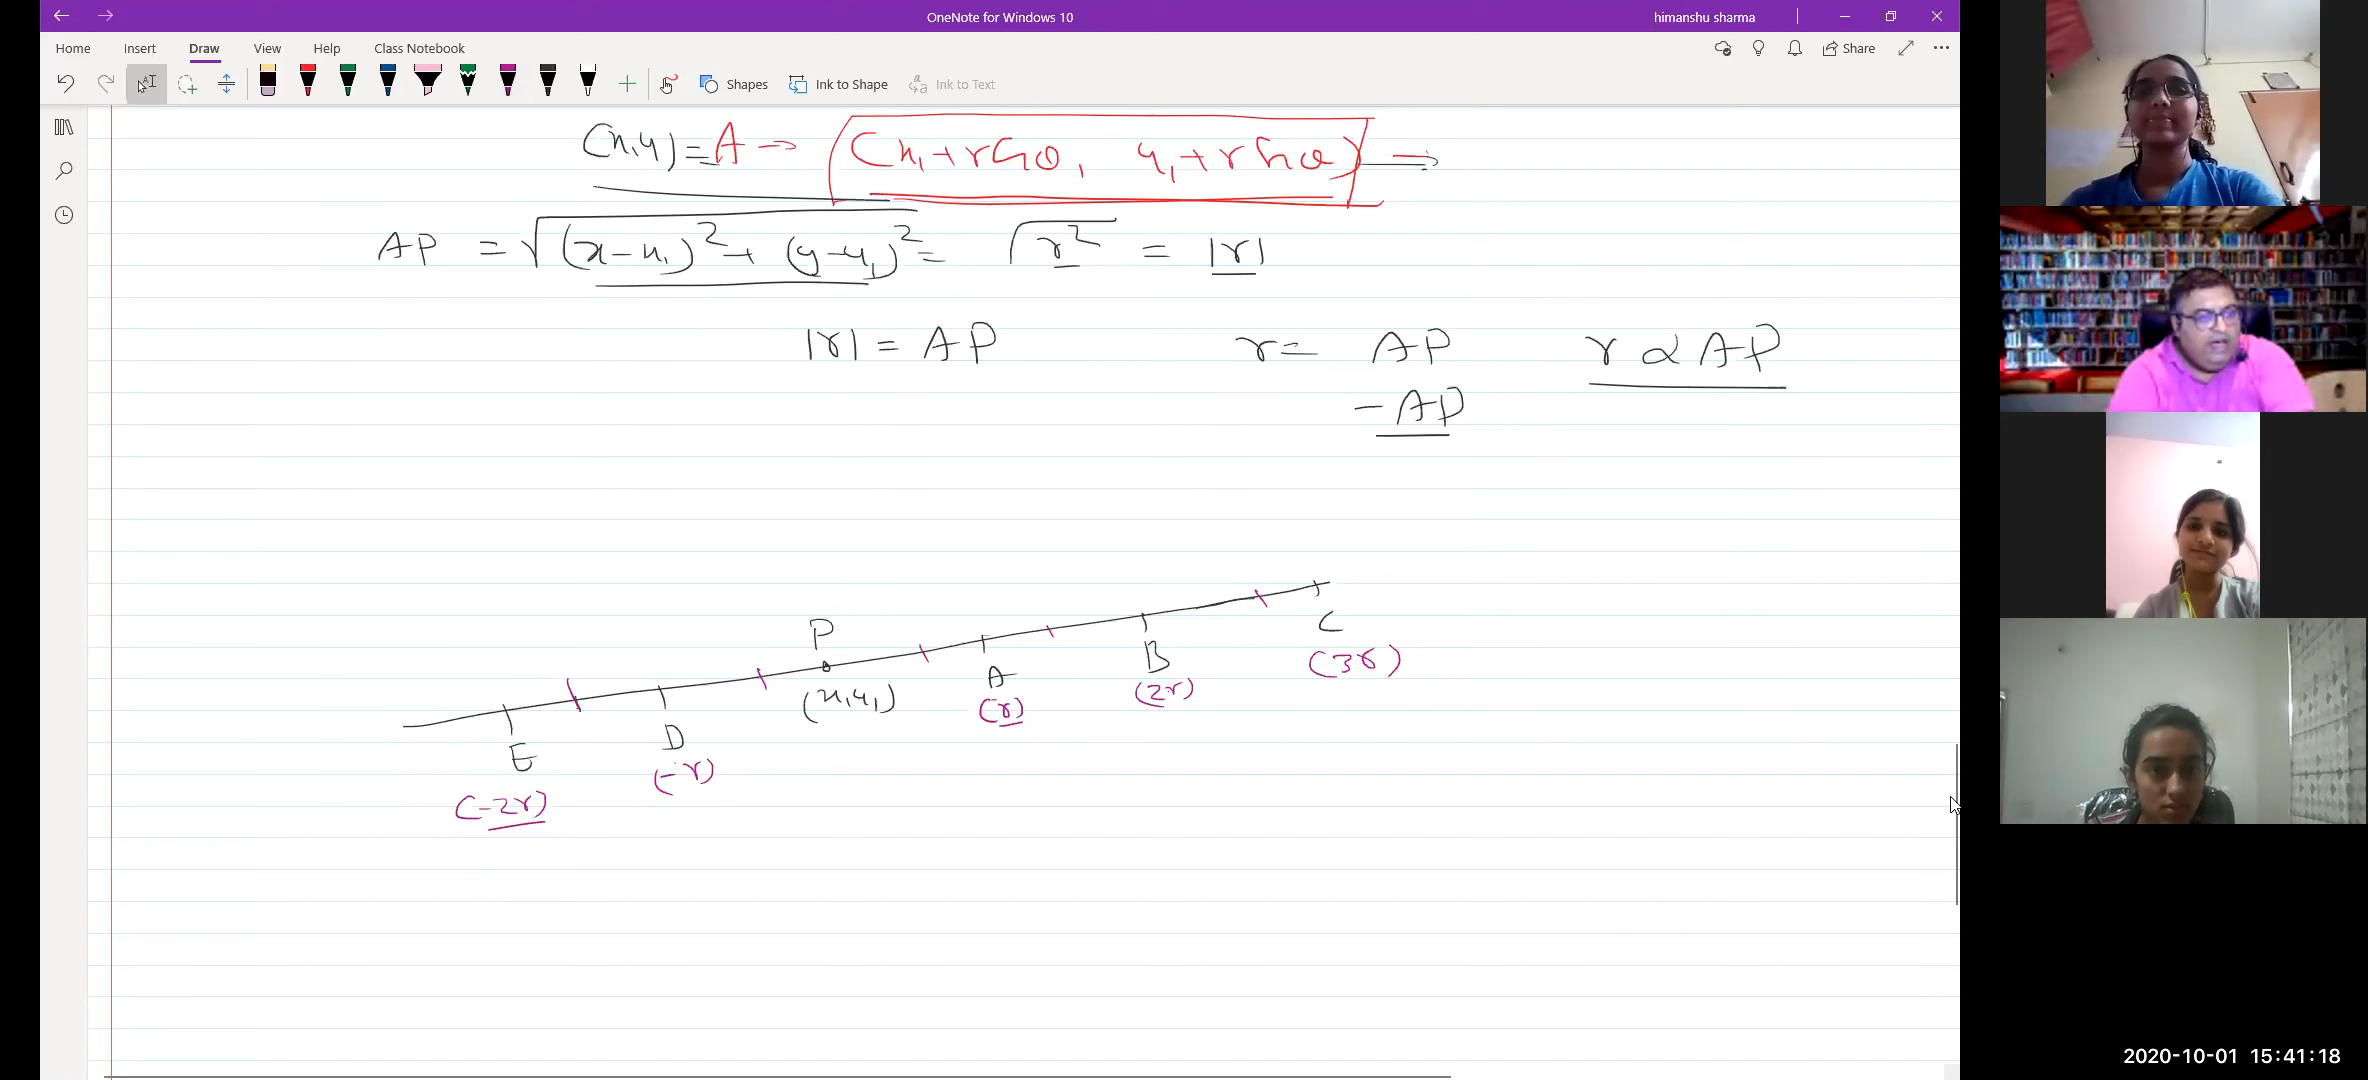 OneNote for Windows 10
himanshu sharma
Home Insert Draw View Help Class Notebook
Share
Shapes Ink to Shape Ink to Text
(x,y) = A → (x₁+rcosθ, y₁+rsinθ) →
AP = √(x-x₁)²+(y-y₁)² = √r² = |r|
|r| = AP r = AP r ∝ AP
-AP
P
C
A B
(x₁,y₁) (r) (2r) (3r)
E D
(-2r) (-r)
2020-10-01 15:41:18